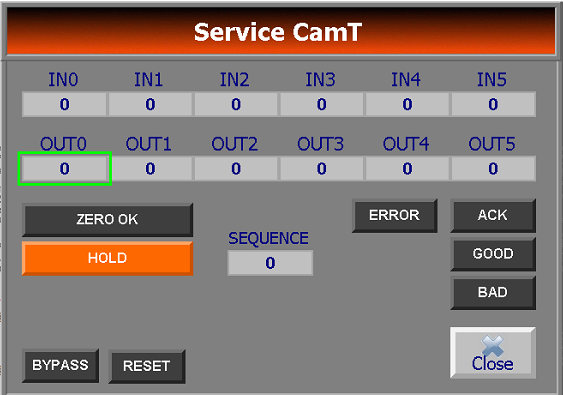 Service CamT
IN0 IN1 IN2 IN3 IN4 IN5
0 0 0 0 0 0
OUT0 OUT1 OUT2 OUT3 OUT4 OUT5
0 0 0 0 0 0
ZERO OK
ERROR
ACK
HOLD
SEQUENCE
0
GOOD
BAD
BYPASS
RESET
Close